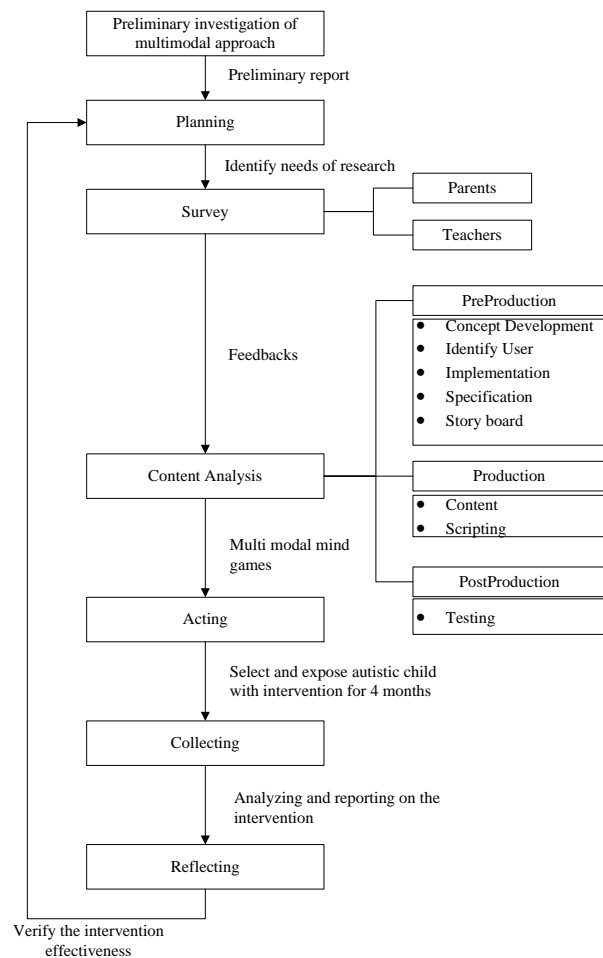 Preliminary investigation of
multimodal approach
Preliminary report
Planning
Identify needs of research
Survey
Parents
Teachers
Feedbacks
PreProduction
Concept Development
Identify User
Implementation
Specification
Story board
Content Analysis
Production
Content
Scripting
Multi modal mind
games
PostProduction
Testing
Acting
Select and expose autistic child
with intervention for 4 months
Collecting
Analyzing and reporting on the
intervention
Reflecting
Verify the intervention
effectiveness